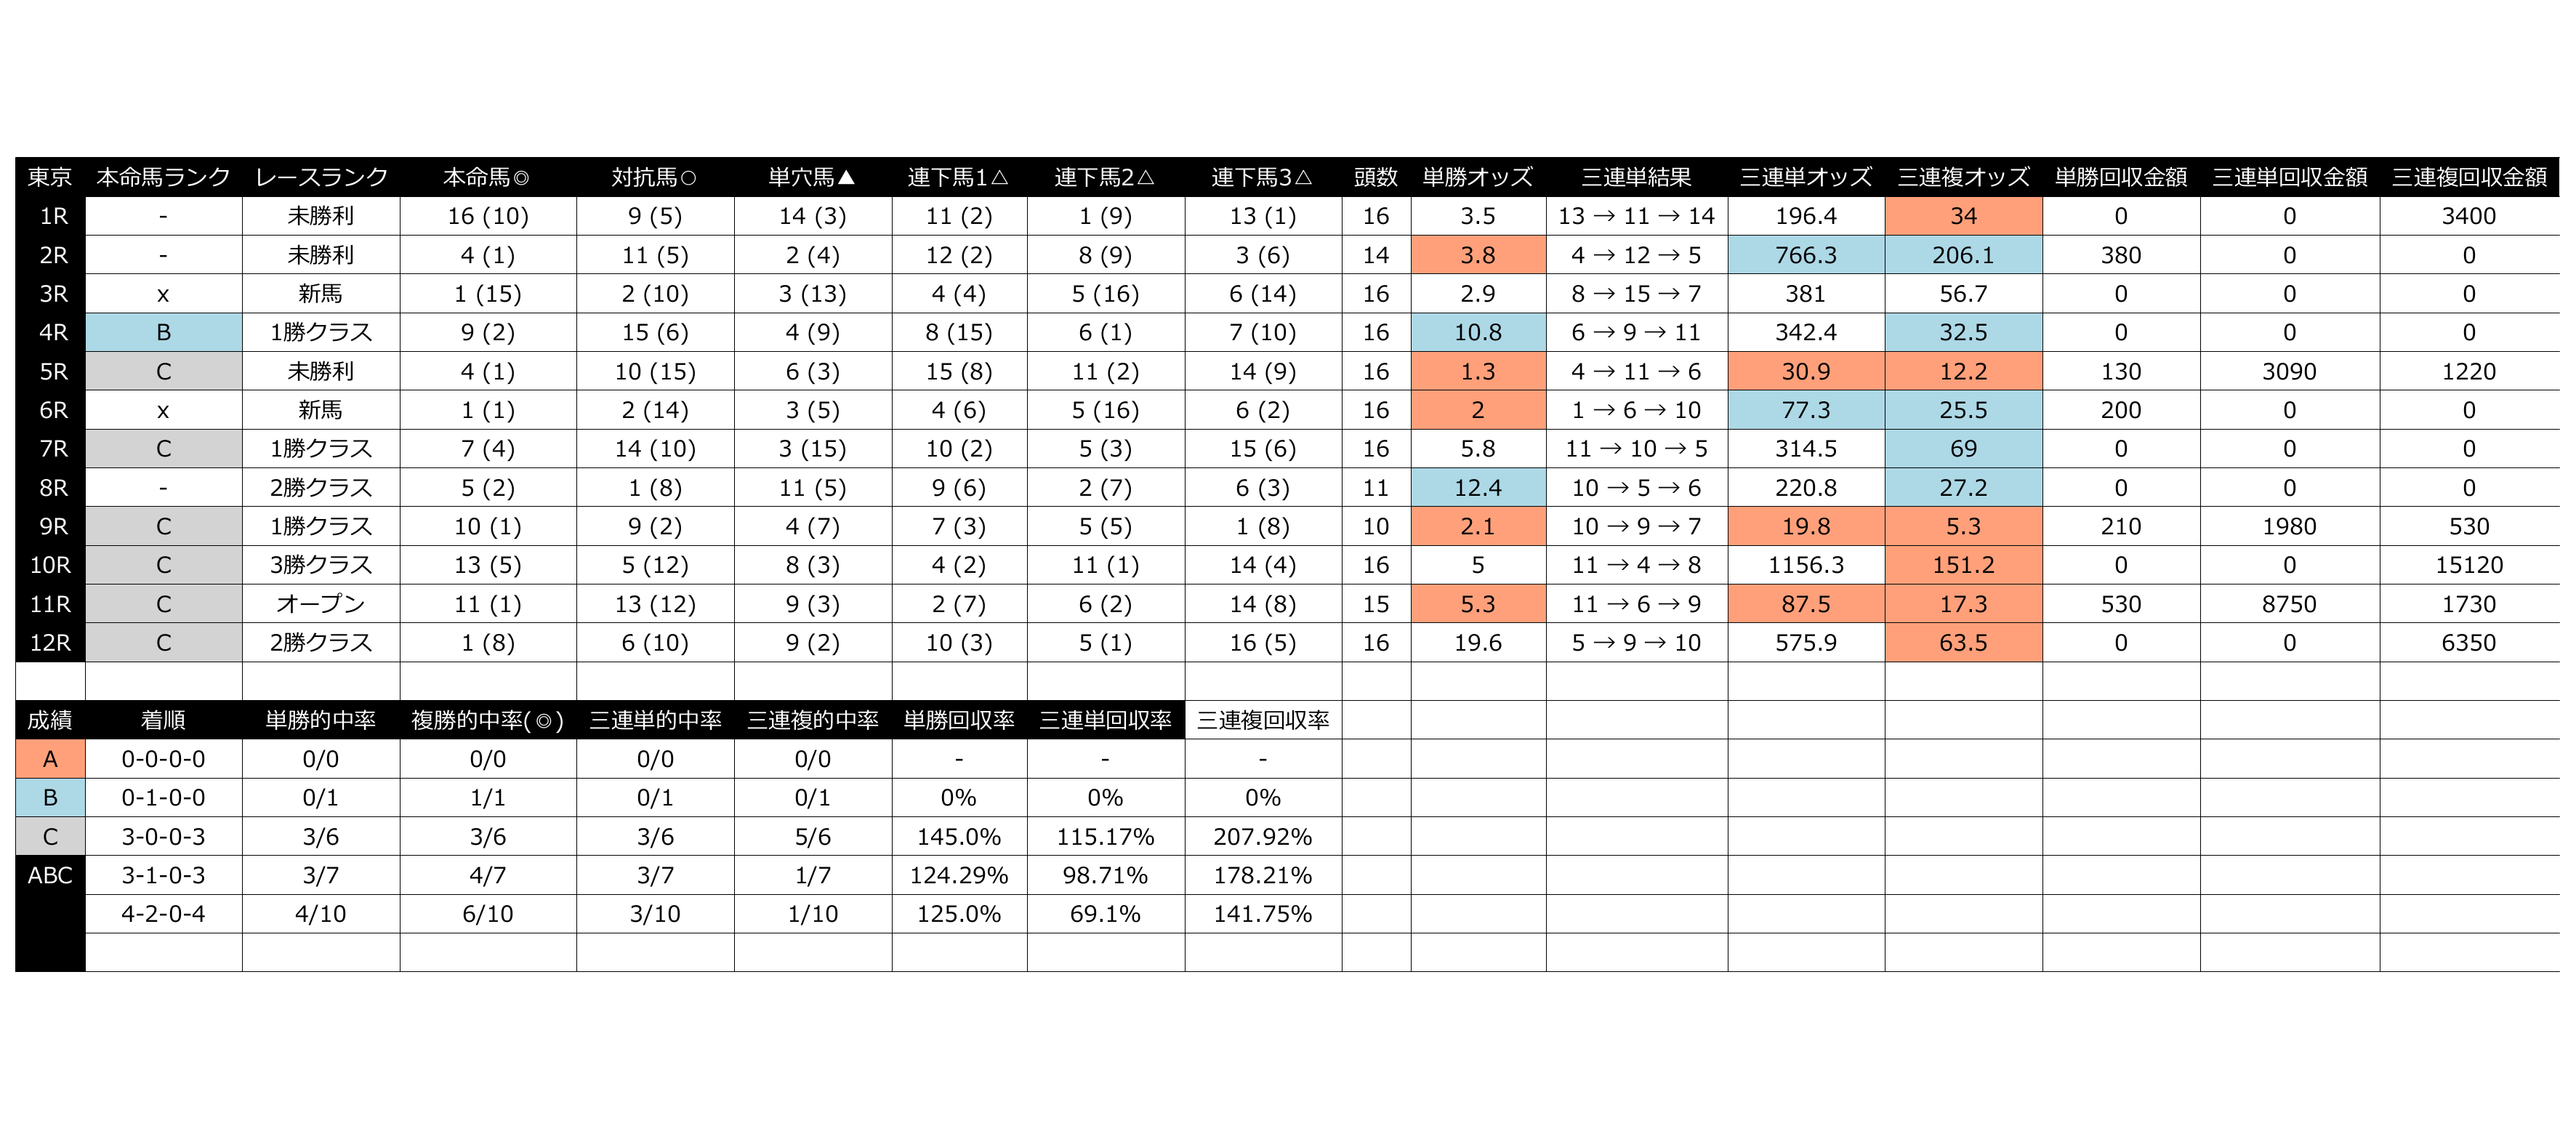 東京 本命馬ランク レースランク 本命馬◎ 対抗馬○ 単穴馬▲ 連下馬1△ 連下馬2△ 連下馬3△ 頭数 単勝オッズ 三連単結果 三連単オッズ 三連複オッズ 単勝回収金額 三連単回収金額 三連複回収金額
1R - 未勝利 16 (10) 9 (5) 14 (3) 11 (2) 1 (9) 13 (1) 16 3.5 13 → 11 → 14 196.4 34 0 0 3400
2R - 未勝利 4 (1) 11 (5) 2 (4) 12 (2) 8 (9) 3 (6) 14 3.8 4 → 12 → 5 766.3 206.1 380 0 0
3R x 新馬 1 (15) 2 (10) 3 (13) 4 (4) 5 (16) 6 (14) 16 2.9 8 → 15 → 7 381 56.7 0 0 0
4R B 1勝クラス 9 (2) 15 (6) 4 (9) 8 (15) 6 (1) 7 (10) 16 10.8 6 → 9 → 11 342.4 32.5 0 0 0
5R C 未勝利 4 (1) 10 (15) 6 (3) 15 (8) 11 (2) 14 (9) 16 1.3 4 → 11 → 6 30.9 12.2 130 3090 1220
6R x 新馬 1 (1) 2 (14) 3 (5) 4 (6) 5 (16) 6 (2) 16 2 1 → 6 → 10 77.3 25.5 200 0 0
7R C 1勝クラス 7 (4) 14 (10) 3 (15) 10 (2) 5 (3) 15 (6) 16 5.8 11 → 10 → 5 314.5 69 0 0 0
8R - 2勝クラス 5 (2) 1 (8) 11 (5) 9 (6) 2 (7) 6 (3) 11 12.4 10 → 5 → 6 220.8 27.2 0 0 0
9R C 1勝クラス 10 (1) 9 (2) 4 (7) 7 (3) 5 (5) 1 (8) 10 2.1 10 → 9 → 7 19.8 5.3 210 1980 530
10R C 3勝クラス 13 (5) 5 (12) 8 (3) 4 (2) 11 (1) 14 (4) 16 5 11 → 4 → 8 1156.3 151.2 0 0 15120
11R C オープン 11 (1) 13 (12) 9 (3) 2 (7) 6 (2) 14 (8) 15 5.3 11 → 6 → 9 87.5 17.3 530 8750 1730
12R C 2勝クラス 1 (8) 6 (10) 9 (2) 10 (3) 5 (1) 16 (5) 16 19.6 5 → 9 → 10 575.9 63.5 0 0 6350
成績 着順 単勝的中率 複勝的中率(◎) 三連単的中率 三連複的中率 単勝回収率 三連単回収率 三連複回収率
A 0-0-0-0 0/0 0/0 0/0 0/0 - - -
B 0-1-0-0 0/1 1/1 0/1 0/1 0% 0% 0%
C 3-0-0-3 3/6 3/6 3/6 5/6 145.0% 115.17% 207.92%
ABC 3-1-0-3 3/7 4/7 3/7 1/7 124.29% 98.71% 178.21%
4-2-0-4 4/10 6/10 3/10 1/10 125.0% 69.1% 141.75%